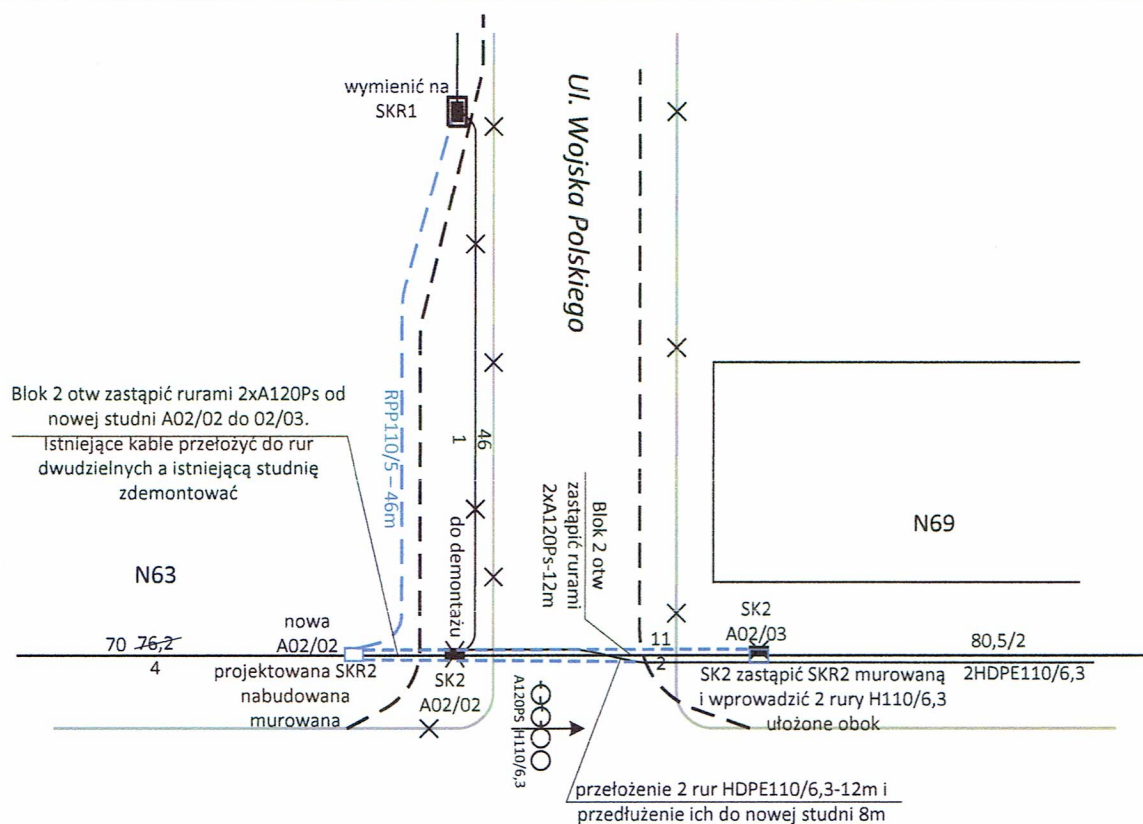 wymienić na
SKR1
Ul. Wojska Polskiego
Blok 2 otw zastąpić rurami 2xA120Ps od
nowej studni A02/02 do 02/03.
Istniejące kable przełożyć do rur
dwudzielnych a istniejącą studnię
zdemontować
RPP110/5 – 46m
1
46
do demontażu
Blok 2 otw
zastąpić rurami
2xA120Ps-12m
N69
N63
SK2
A02/03
nowa
A02/02
70 76,2
4
11
2
80,5/2
2HDPE110/6,3
projektowana SKR2
nabudowana
murowana
SK2
A02/02
A120PS
H110/6,3
SK2 zastąpić SKR2 murowaną
i wprowadzić 2 rury H110/6,3
ułożone obok
przełożenie 2 rur HDPE110/6,3-12m i
przedłużenie ich do nowej studni 8m